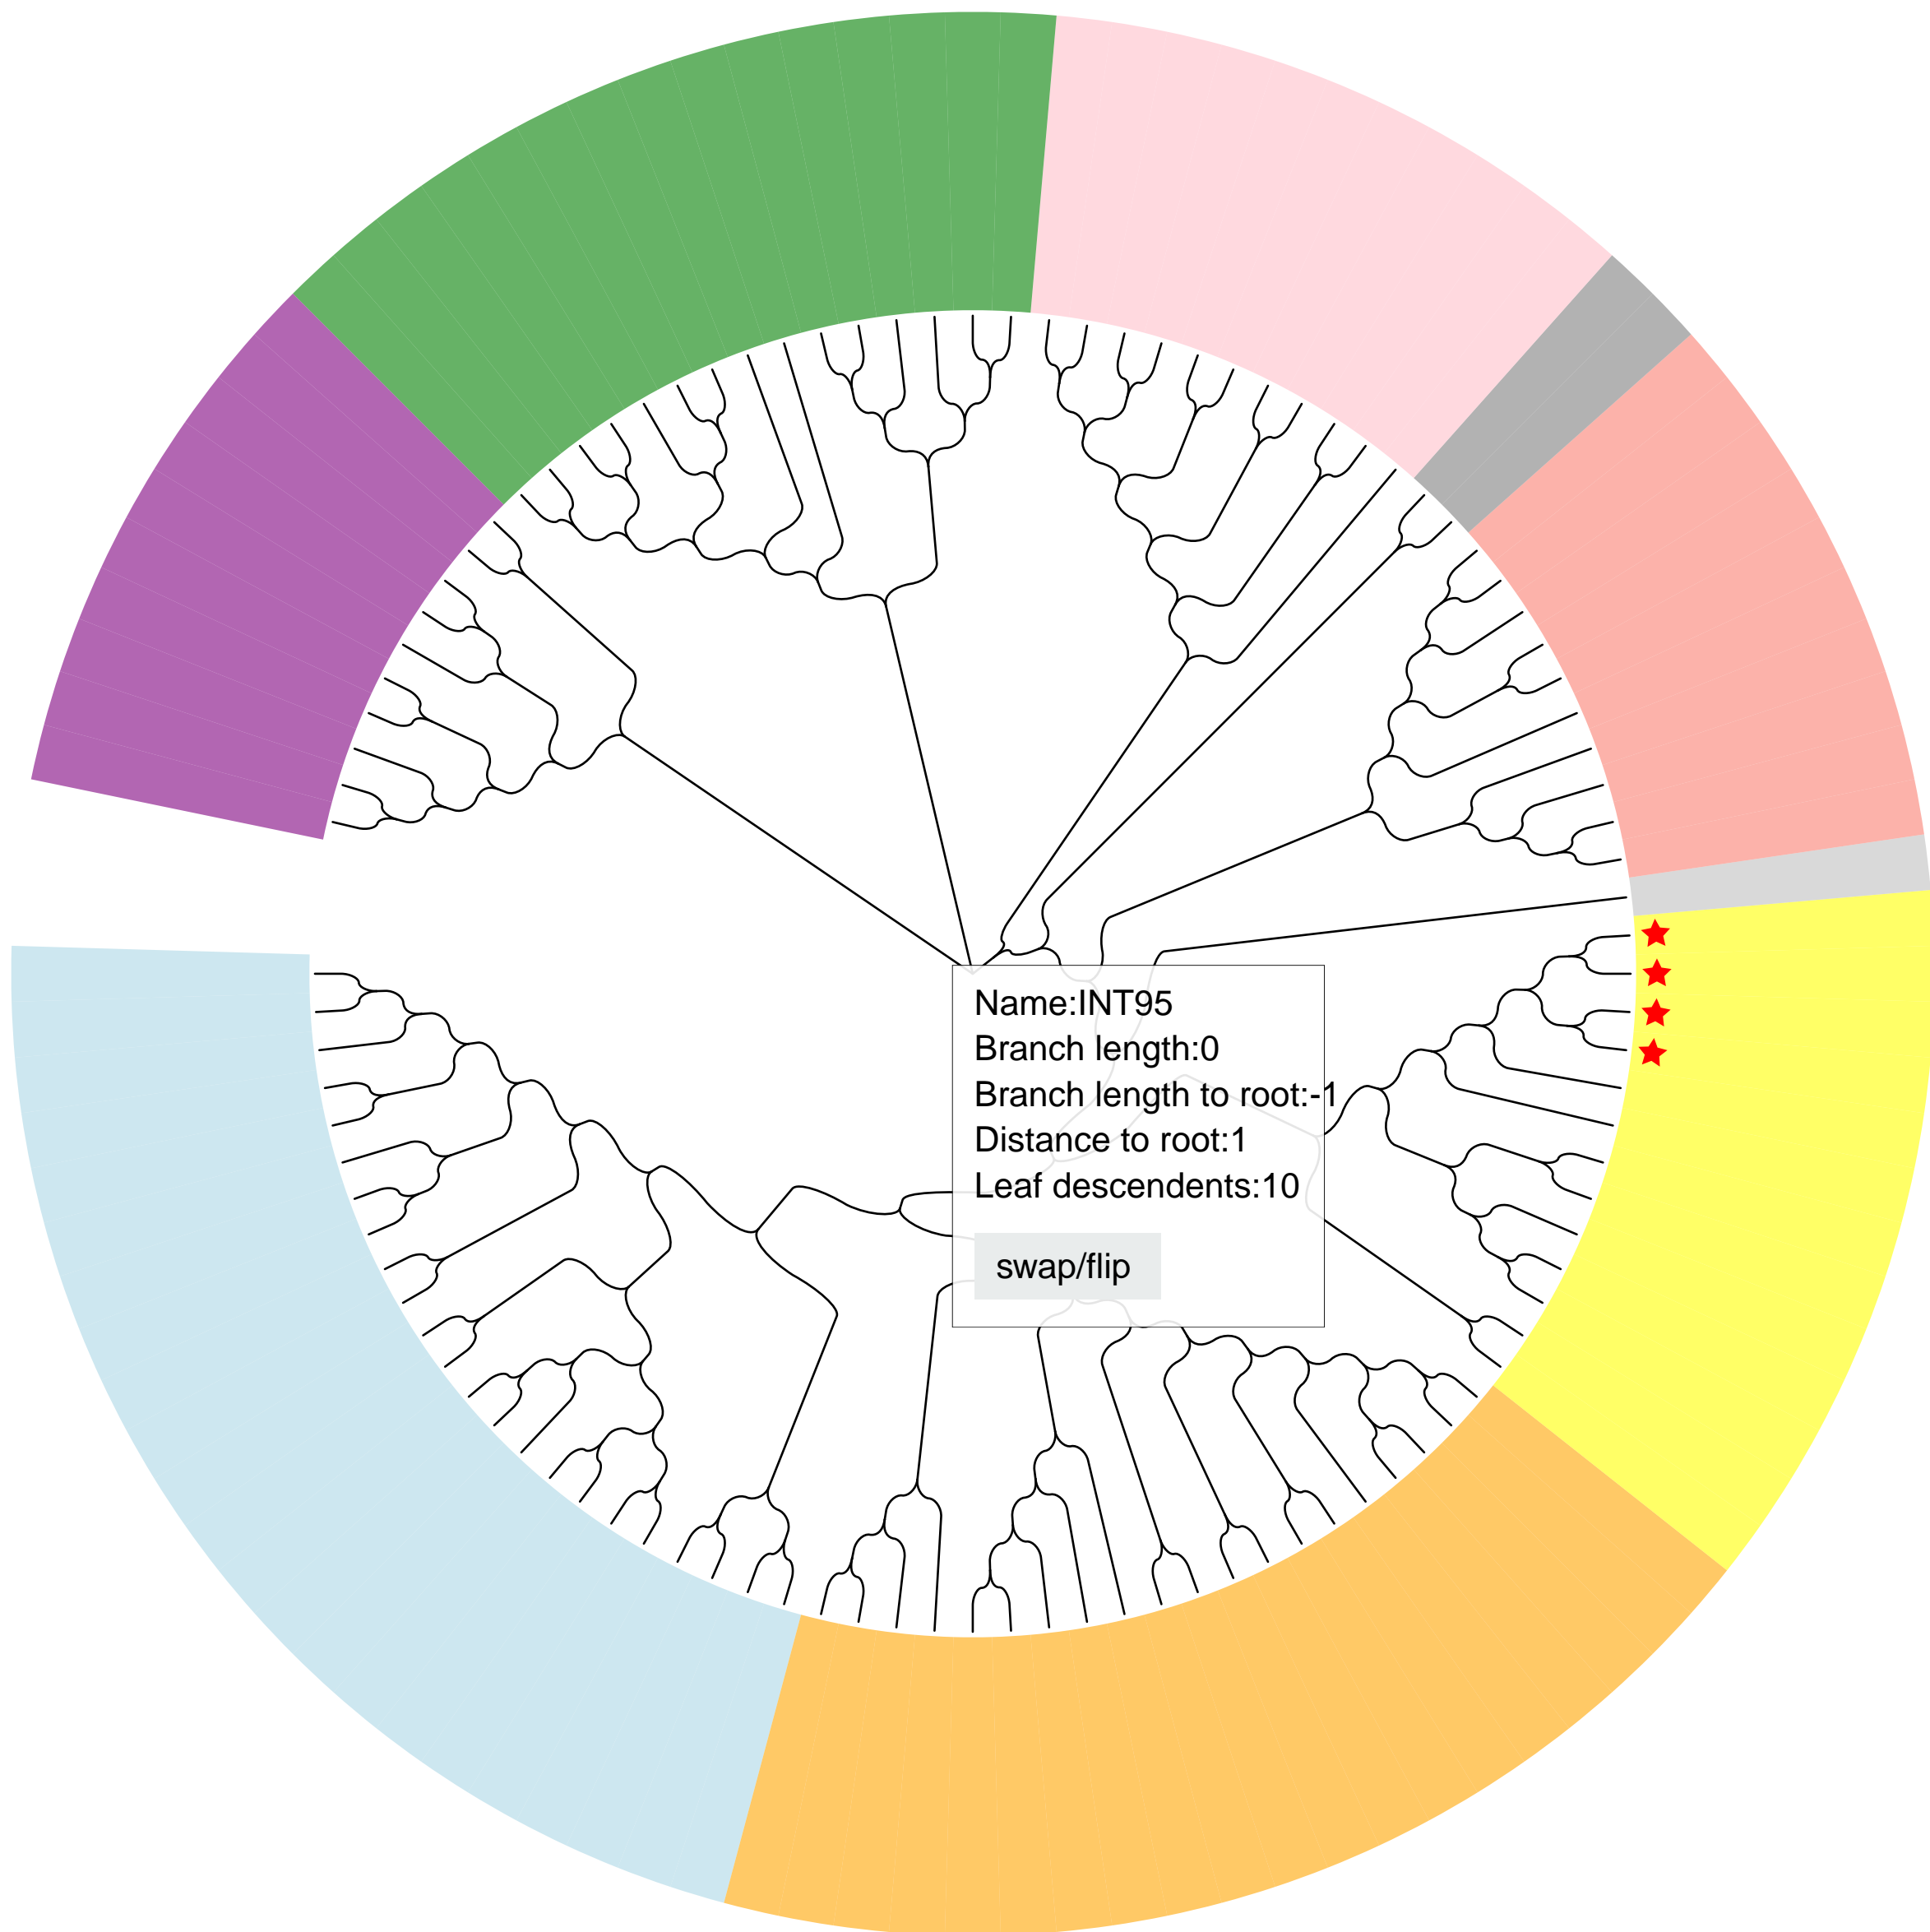 Name:INT95
Branch length:0
Branch length to root:-1
Distance to root:1
Leaf descendents:10
swap/flip